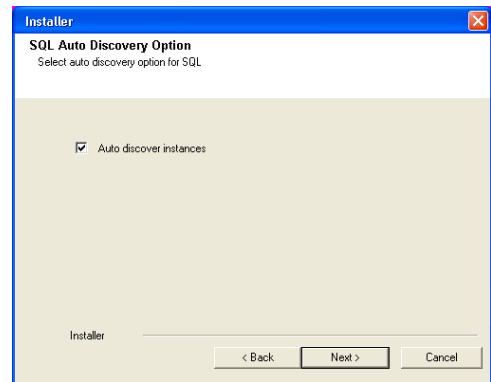 Installer
SQL Auto Discovery Option
Select auto discovery option for SQL
Auto discover instances
Installer
< Back Next > Cancel